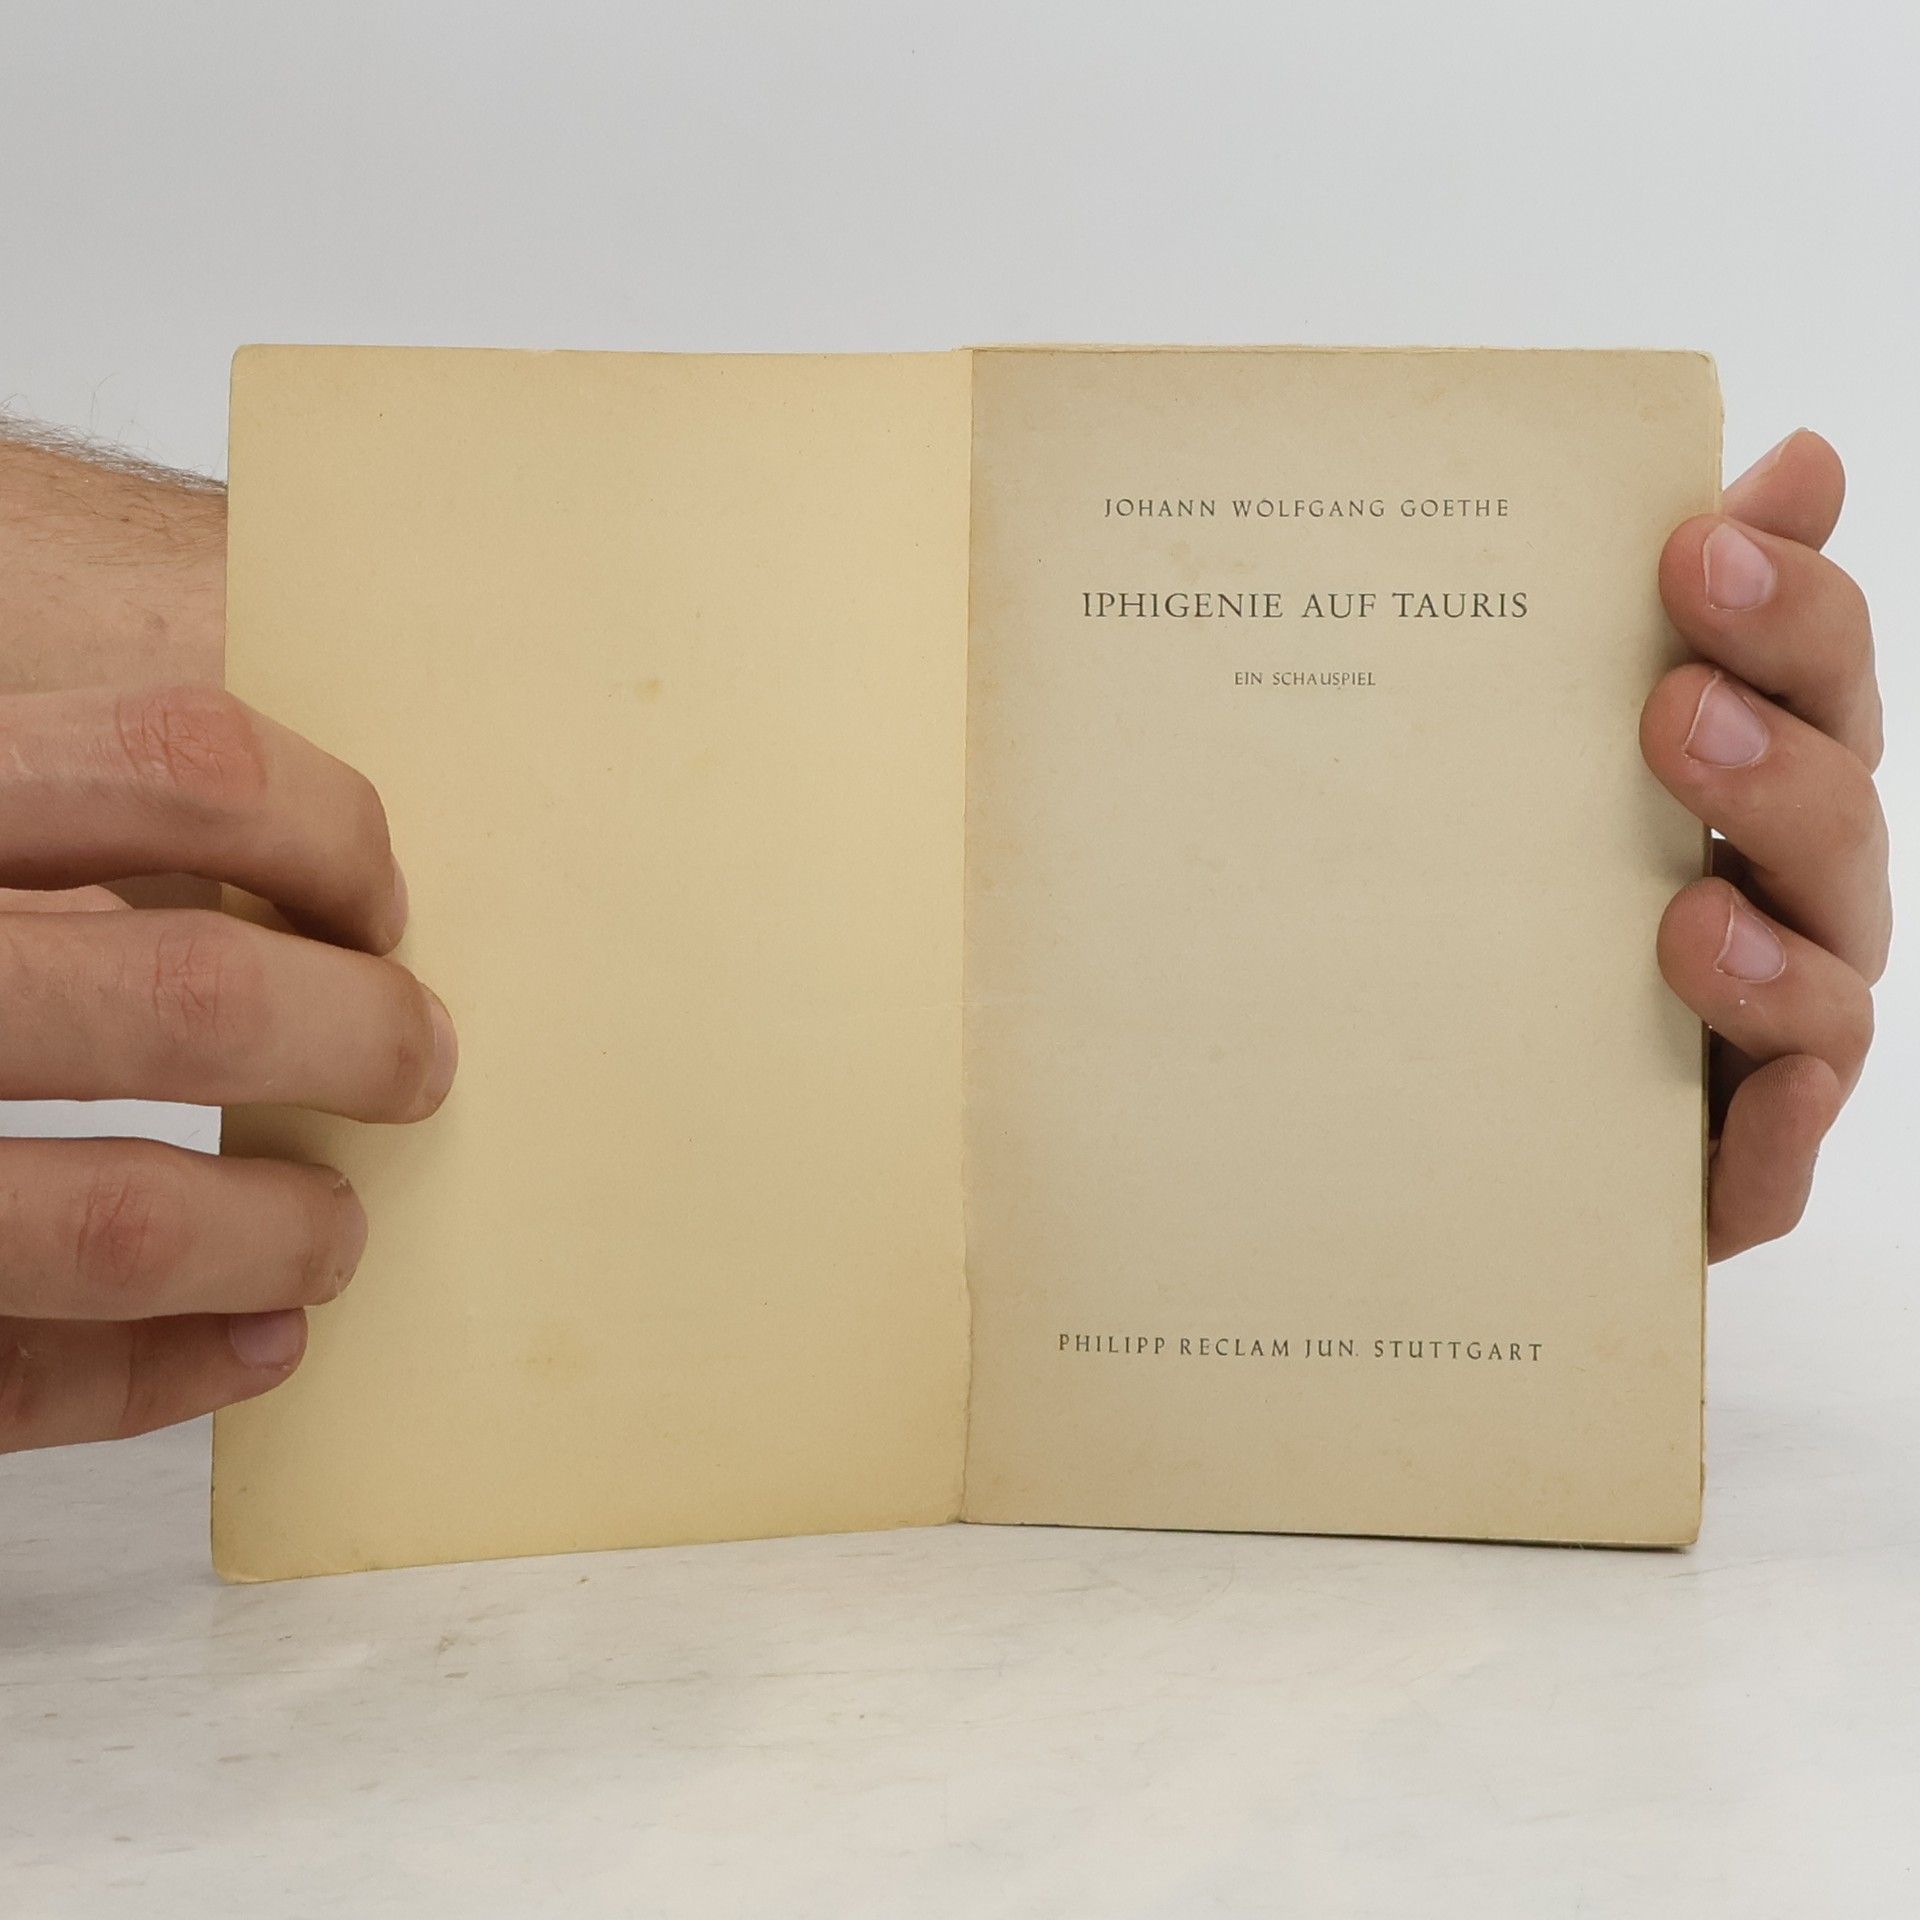 JOHANN WOLFGANG GOETHE
IPHIGENIE AUF TAURIS
EIN SCHAUSPIEL
PHILIPP RECLAM JUN. STUTTGART